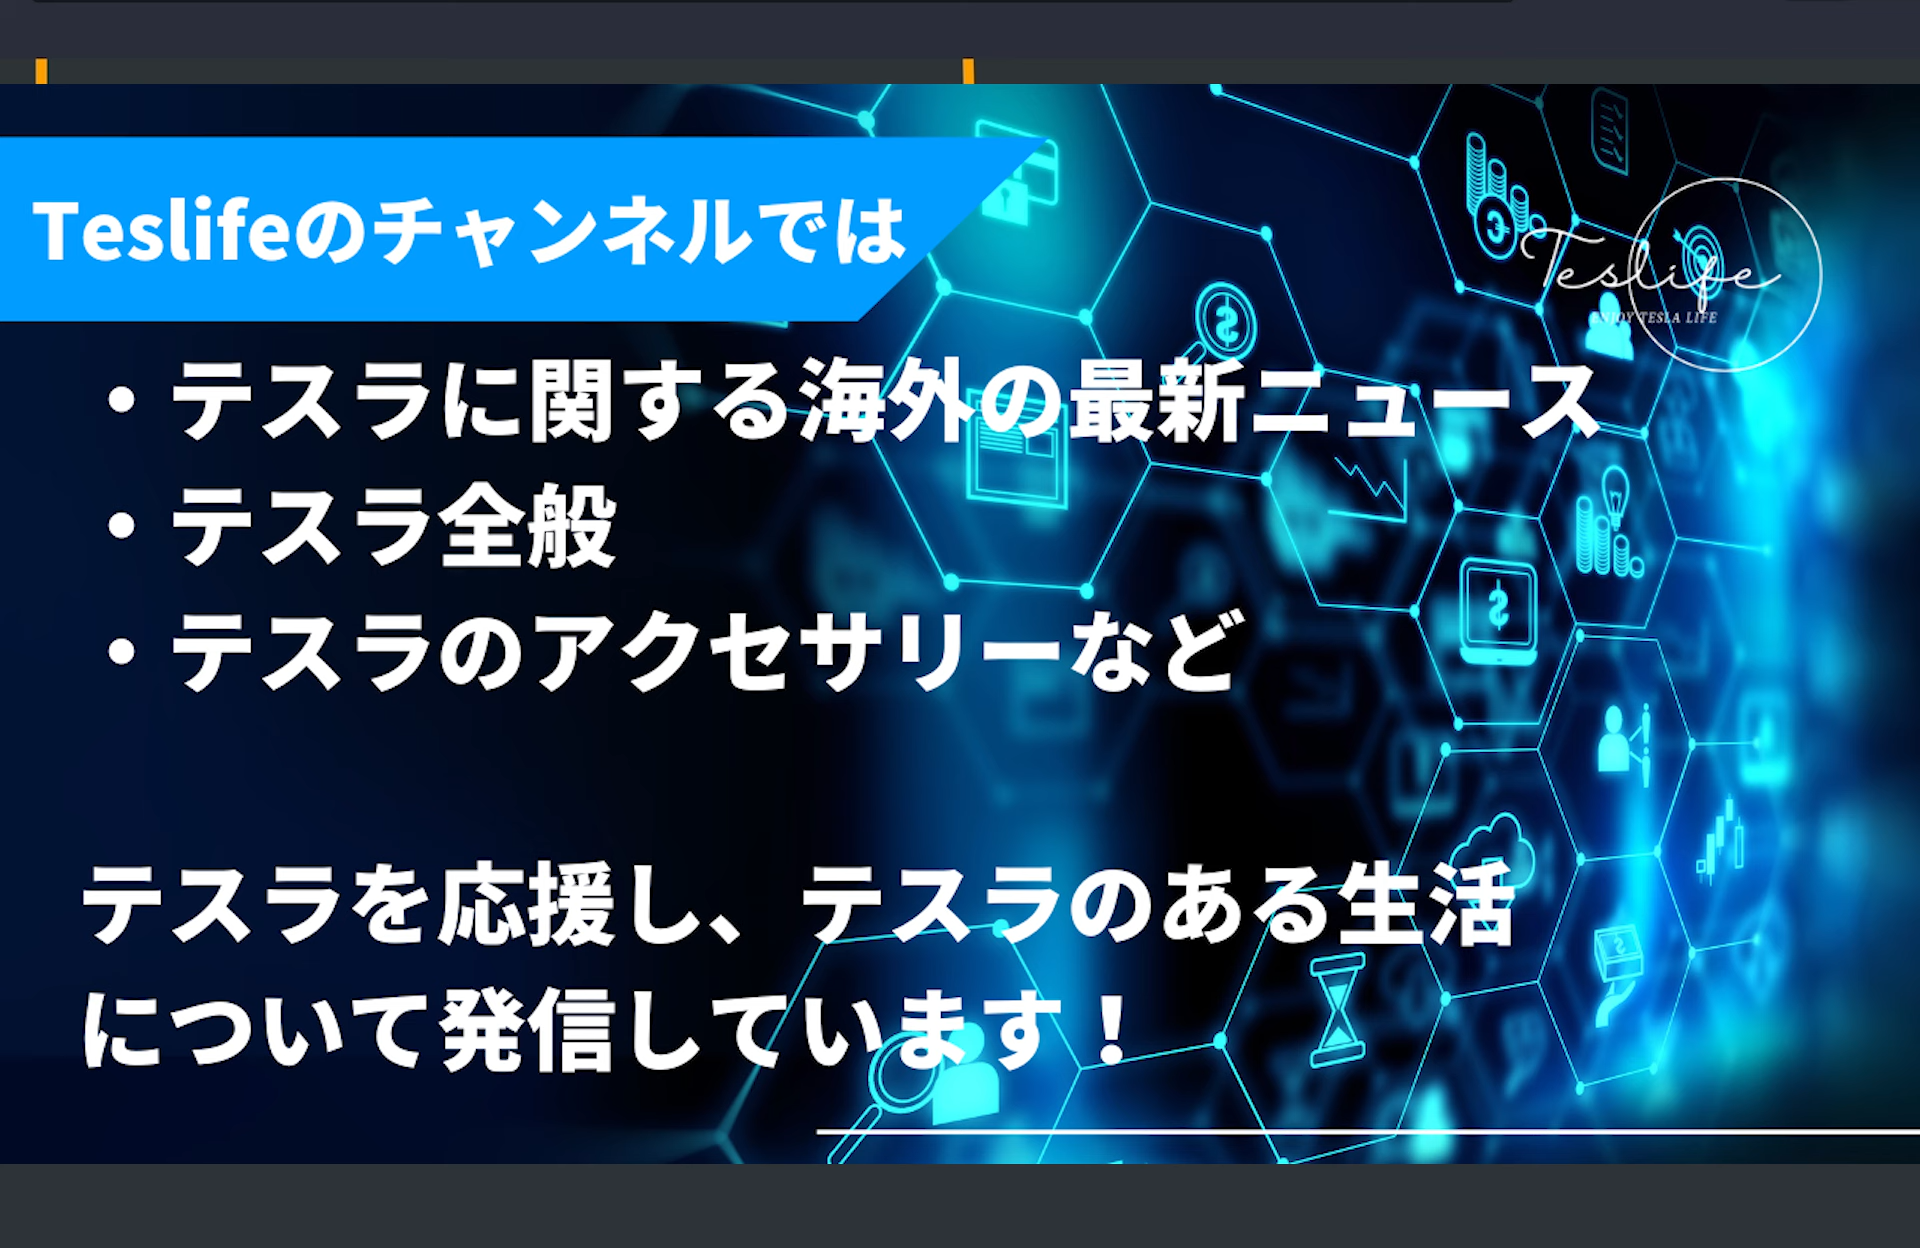 Teslifeのチャンネルでは
Teslife
ENJOY TESLA LIFE
・テスラに関する海外の最新ニュース
・テスラ全般
・テスラのアクセサリーなど
テスラを応援し、テスラのある生活
について発信しています！